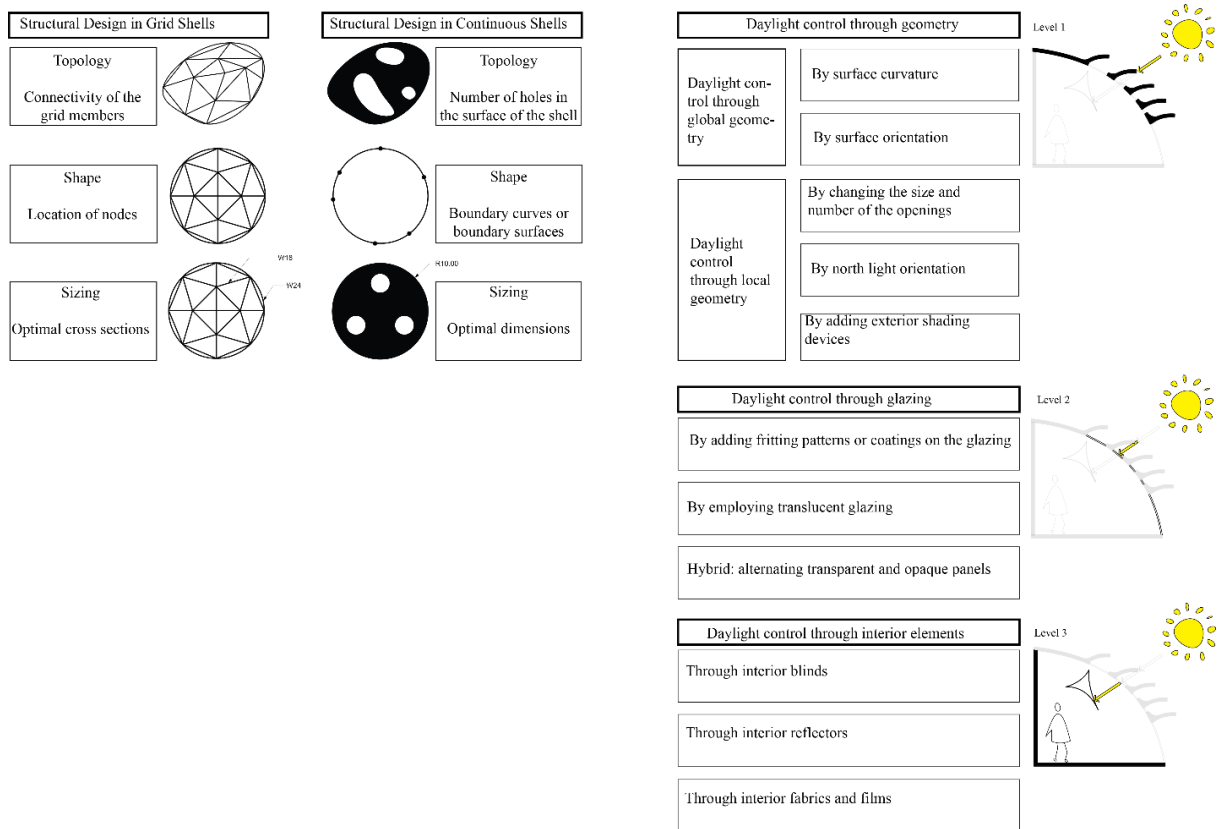 Structural Design in Grid Shells
Topology
Connectivity of the
grid members
Shape
Location of nodes
W18
W24
Sizing
Optimal cross sections
Structural Design in Continuous Shells
Topology
Number of holes in
the surface of the shell
Shape
Boundary curves or
boundary surfaces
R10.00
Sizing
Optimal dimensions
Daylight control through geometry
Level 1
Daylight con-
trol through
global geome-
try
By surface curvature
By surface orientation
Daylight
control
through local
geometry
By changing the size and
number of the openings
By north light orientation
By adding exterior shading
devices
Daylight control through glazing
Level 2
By adding fritting patterns or coatings on the glazing
By employing translucent glazing
Hybrid: alternating transparent and opaque panels
Daylight control through interior elements
Level 3
Through interior blinds
Through interior reflectors
Through interior fabrics and films